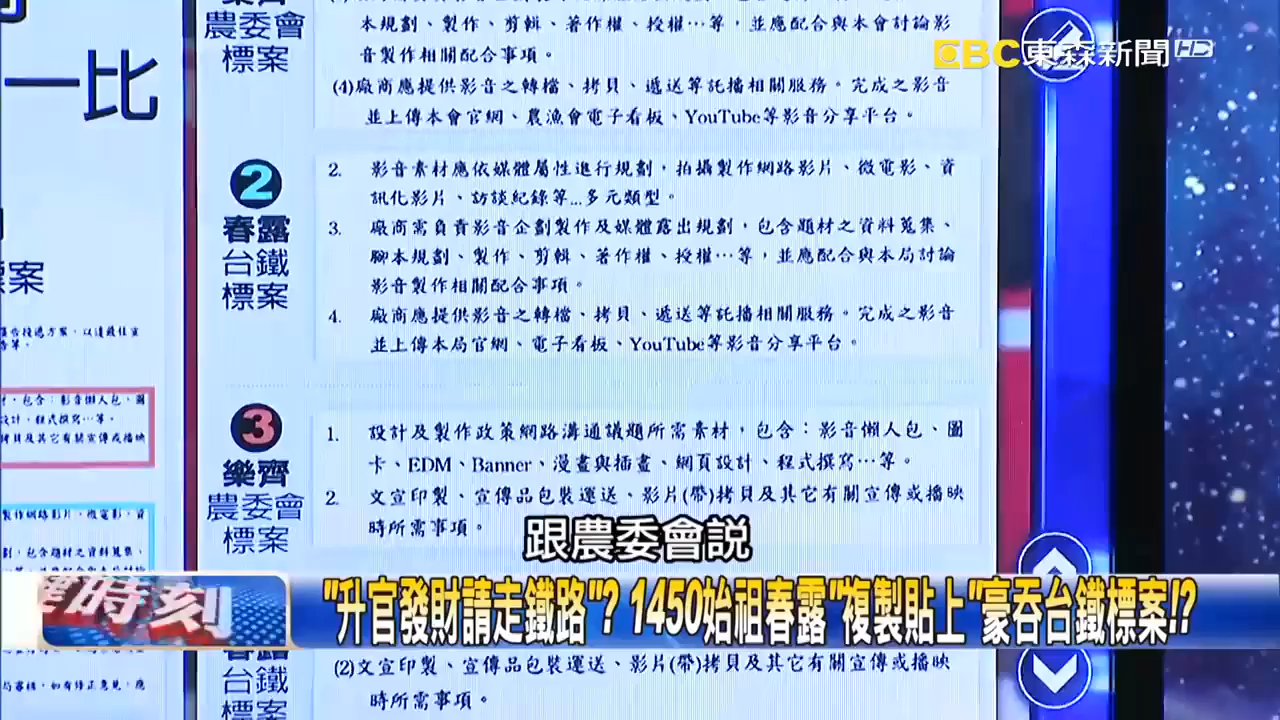 樂齊
農委會
標案
本規劃、製作、剪輯、著作權、授權…等,並應配合與本會討論影
音製作相關配合事項。
(4)廠商應提供影音之轉檔、拷貝、遞送等託播相關服務。完成之影音
並上傳本會官網、農漁會電子看板、YouTube等影音分享平台。
EBC東森新聞HD
一比
標案
2
春露
台鐵
標案
2. 影音素材應依媒體屬性進行規劃,拍攝製作網路影片、微電影、資
訊化影片、訪談紀錄等...多元類型。
3. 廠商需負責影音企劃製作及媒體露出規劃,包含題材之資料蒐集、
腳本規劃、製作、剪輯、著作權、授權…等,並應配合與本局討論
影音製作相關配合事項。
4. 廠商應提供影音之轉檔、拷貝、遞送等託播相關服務。完成之影音
並上傳本局官網、電子看板、YouTube等影音分享平台。
3
樂齊
農委會
標案
1. 設計及製作政策網路溝通議題所需素材,包含:影音懶人包、圖
卡、EDM、Banner、漫畫與插畫、網頁設計、程式撰寫…等。
2. 文宣印製、宣傳品包裝運送、影片(帶)拷貝及其它有關宣傳或播映
時所需事項。
跟農委會説
時刻
"升官發財請走鐵路"? 1450始祖春露"複製貼上"豪吞台鐵標案!?
春露
台鐵
標案
(2)文宣印製、宣傳品包裝運送、影片(帶)拷貝及其它有關宣傳或播映
時所需事項。